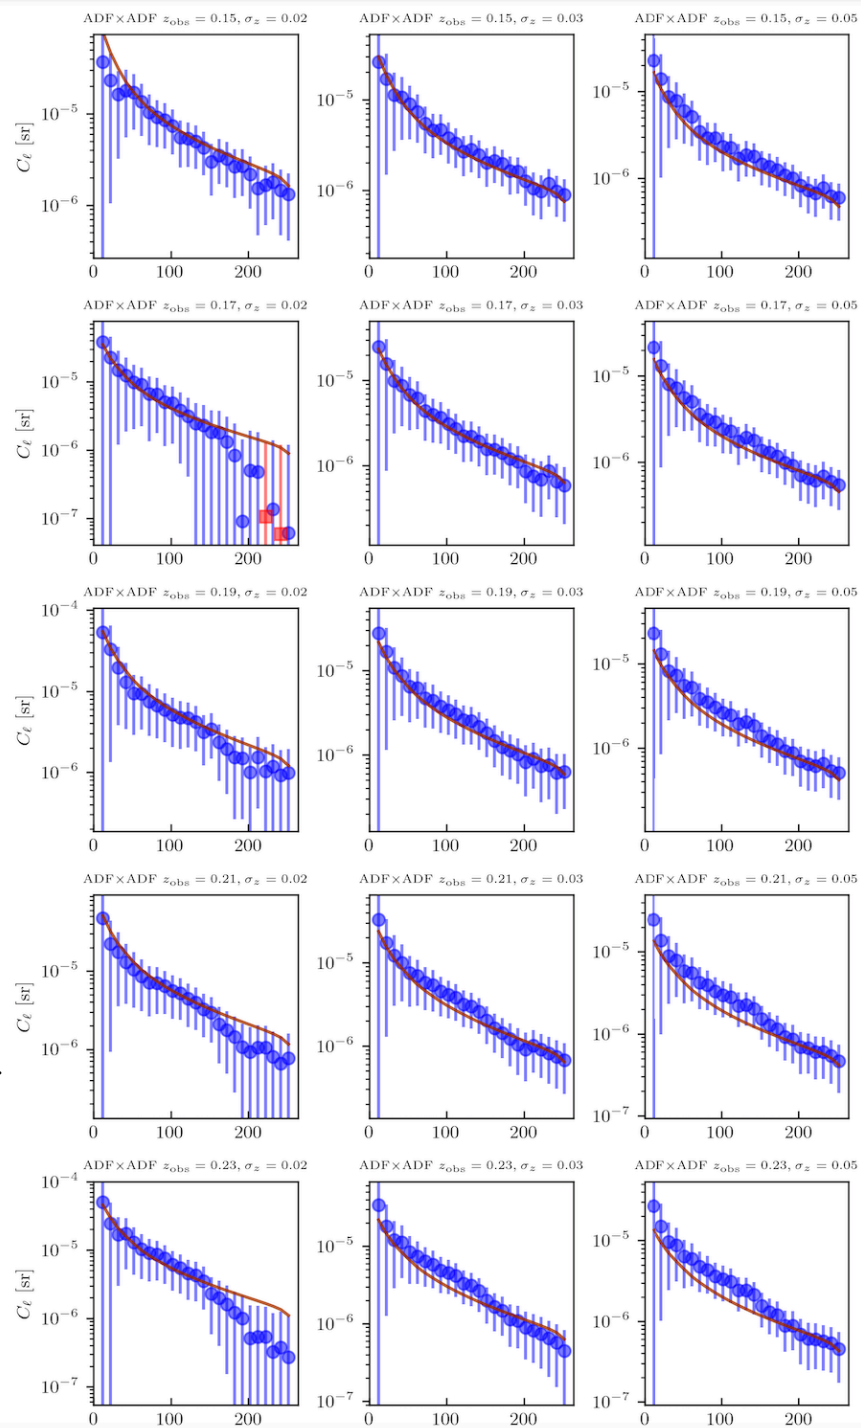 ADF×ADF z_obs = 0.15, σ_z = 0.02 ADF×ADF z_obs = 0.15, σ_z = 0.03 ADF×ADF z_obs = 0.15, σ_z = 0.05
10⁻⁵ 10⁻⁵ 10⁻⁵
C_ℓ [sr]
10⁻⁶ 10⁻⁶ 10⁻⁶
0 100 200 0 100 200 0 100 200
ADF×ADF z_obs = 0.17, σ_z = 0.02 ADF×ADF z_obs = 0.17, σ_z = 0.03 ADF×ADF z_obs = 0.17, σ_z = 0.05
10⁻⁵ 10⁻⁵ 10⁻⁵
C_ℓ [sr]
10⁻⁶ 10⁻⁶ 10⁻⁶
10⁻⁷
0 100 200 0 100 200 0 100 200
ADF×ADF z_obs = 0.19, σ_z = 0.02 ADF×ADF z_obs = 0.19, σ_z = 0.03 ADF×ADF z_obs = 0.19, σ_z = 0.05
10⁻⁴
10⁻⁵ 10⁻⁵ 10⁻⁵
C_ℓ [sr]
10⁻⁶ 10⁻⁶ 10⁻⁶
0 100 200 0 100 200 0 100 200
ADF×ADF z_obs = 0.21, σ_z = 0.02 ADF×ADF z_obs = 0.21, σ_z = 0.03 ADF×ADF z_obs = 0.21, σ_z = 0.05
10⁻⁵ 10⁻⁵ 10⁻⁵
C_ℓ [sr]
10⁻⁶ 10⁻⁶ 10⁻⁶
10⁻⁷
0 100 200 0 100 200 0 100 200
ADF×ADF z_obs = 0.23, σ_z = 0.02 ADF×ADF z_obs = 0.23, σ_z = 0.03 ADF×ADF z_obs = 0.23, σ_z = 0.05
10⁻⁴
10⁻⁵ 10⁻⁵ 10⁻⁵
C_ℓ [sr]
10⁻⁶ 10⁻⁶ 10⁻⁶
10⁻⁷ 10⁻⁷ 10⁻⁷
0 100 200 0 100 200 0 100 200